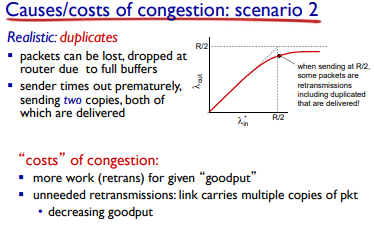 Causes/costs of congestion: scenario 2
Realistic: duplicates
▪ packets can be lost, dropped at
router due to full buffers
▪ sender times out prematurely,
sending two copies, both of
which are delivered
R/2
λout
λ'in
R/2
when sending at R/2,
some packets are
retransmissions
including duplicated
that are delivered!
“costs” of congestion:
▪ more work (retrans) for given “goodput”
▪ unneeded retransmissions: link carries multiple copies of pkt
• decreasing goodput